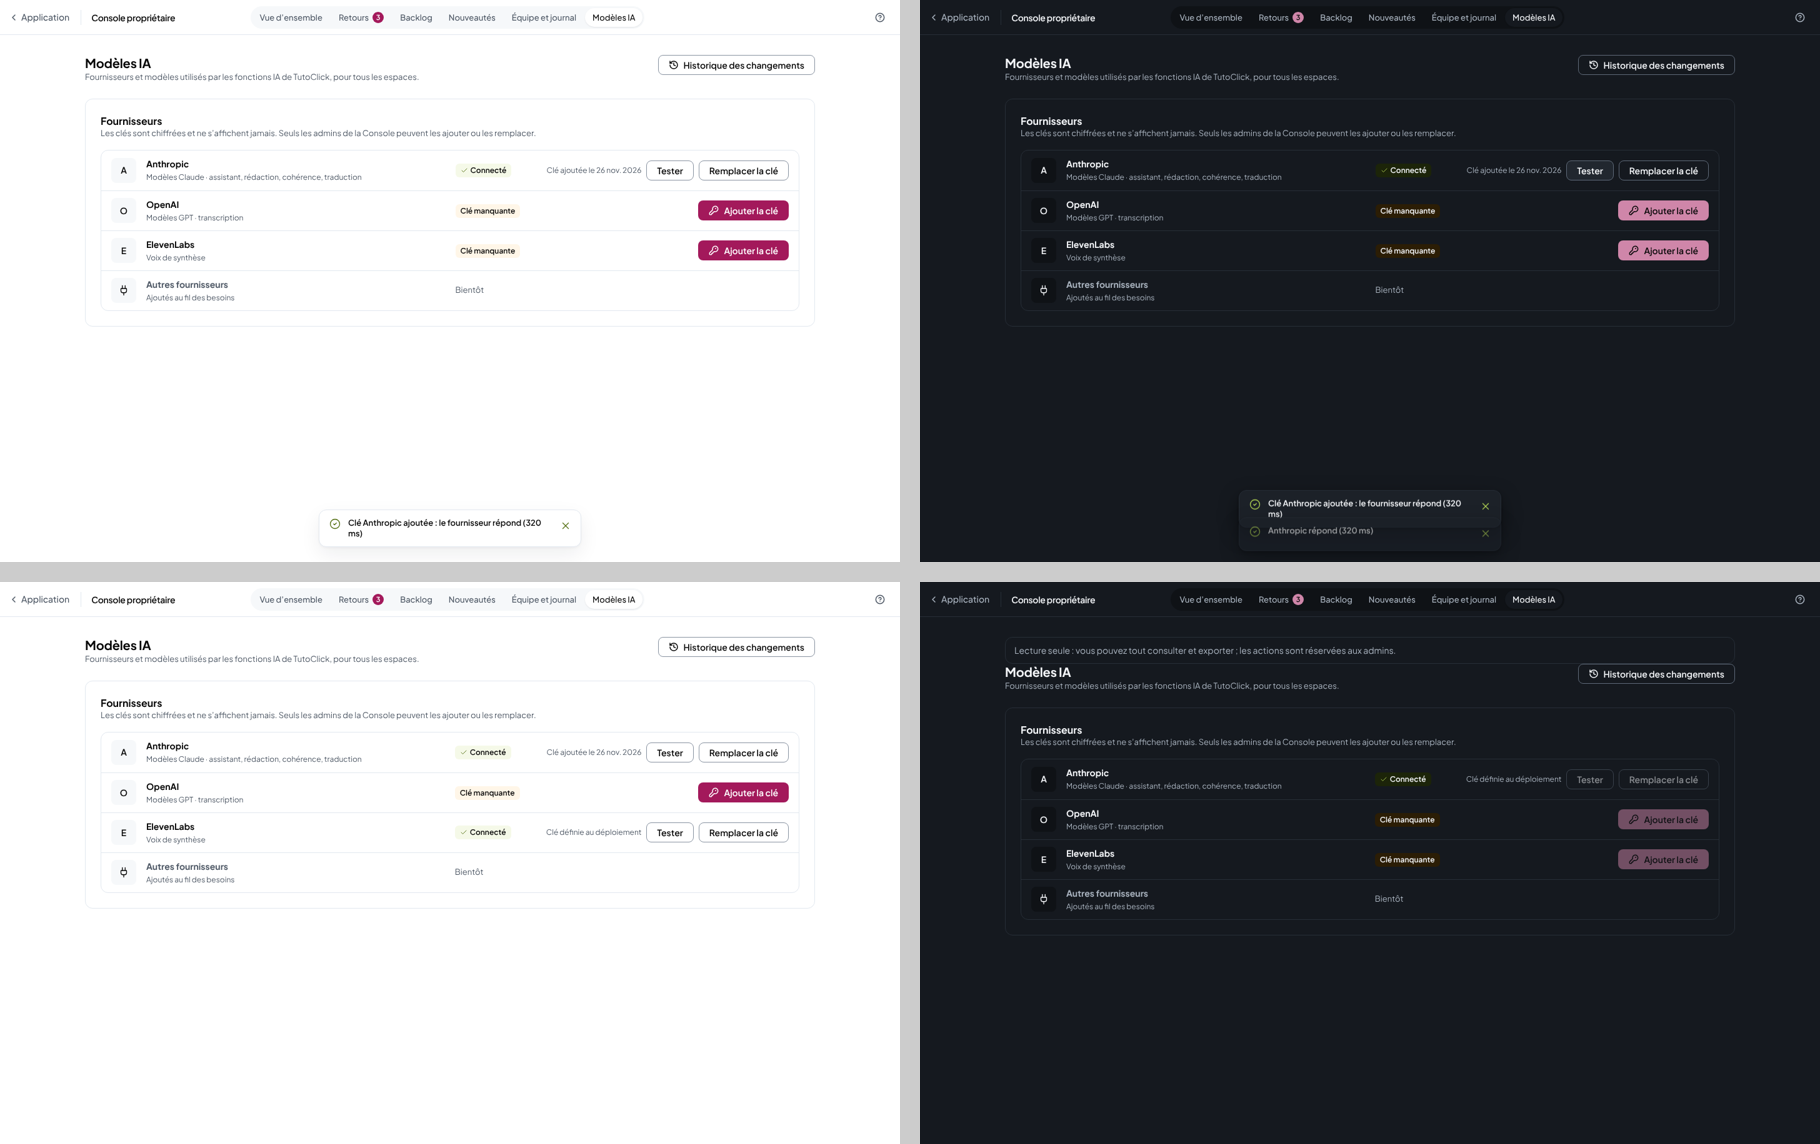 Application
Console propriétaire
Vue d'ensemble
Retours 3
Backlog
Nouveautés
Équipe et journal
Modèles IA
Modèles IA
Fournisseurs et modèles utilisés par les fonctions IA de TutoClick, pour tous les espaces.
Historique des changements
Fournisseurs
Les clés sont chiffrées et ne s'affichent jamais. Seuls les admins de la Console peuvent les ajouter ou les remplacer.
A
Anthropic
Modèles Claude · assistant, rédaction, cohérence, traduction
Connecté
Clé ajoutée le 26 nov. 2026
Tester
Remplacer la clé
O
OpenAI
Modèles GPT · transcription
Clé manquante
Ajouter la clé
E
ElevenLabs
Voix de synthèse
Clé manquante
Ajouter la clé
Autres fournisseurs
Ajoutés au fil des besoins
Bientôt
Clé Anthropic ajoutée : le fournisseur répond (320
ms)
Application
Console propriétaire
Vue d'ensemble
Retours 3
Backlog
Nouveautés
Équipe et journal
Modèles IA
Modèles IA
Fournisseurs et modèles utilisés par les fonctions IA de TutoClick, pour tous les espaces.
Historique des changements
Fournisseurs
Les clés sont chiffrées et ne s'affichent jamais. Seuls les admins de la Console peuvent les ajouter ou les remplacer.
A
Anthropic
Modèles Claude · assistant, rédaction, cohérence, traduction
Connecté
Clé ajoutée le 26 nov. 2026
Tester
Remplacer la clé
O
OpenAI
Modèles GPT · transcription
Clé manquante
Ajouter la clé
E
ElevenLabs
Voix de synthèse
Clé manquante
Ajouter la clé
Autres fournisseurs
Ajoutés au fil des besoins
Bientôt
Clé Anthropic ajoutée : le fournisseur répond (320
ms)
Anthropic répond (320 ms)
Application
Console propriétaire
Vue d'ensemble
Retours 3
Backlog
Nouveautés
Équipe et journal
Modèles IA
Modèles IA
Fournisseurs et modèles utilisés par les fonctions IA de TutoClick, pour tous les espaces.
Historique des changements
Fournisseurs
Les clés sont chiffrées et ne s'affichent jamais. Seuls les admins de la Console peuvent les ajouter ou les remplacer.
A
Anthropic
Modèles Claude · assistant, rédaction, cohérence, traduction
Connecté
Clé ajoutée le 26 nov. 2026
Tester
Remplacer la clé
O
OpenAI
Modèles GPT · transcription
Clé manquante
Ajouter la clé
E
ElevenLabs
Voix de synthèse
Connecté
Clé définie au déploiement
Tester
Remplacer la clé
Autres fournisseurs
Ajoutés au fil des besoins
Bientôt
Application
Console propriétaire
Vue d'ensemble
Retours 3
Backlog
Nouveautés
Équipe et journal
Modèles IA
Lecture seule : vous pouvez tout consulter et exporter ; les actions sont réservées aux admins.
Modèles IA
Fournisseurs et modèles utilisés par les fonctions IA de TutoClick, pour tous les espaces.
Historique des changements
Fournisseurs
Les clés sont chiffrées et ne s'affichent jamais. Seuls les admins de la Console peuvent les ajouter ou les remplacer.
A
Anthropic
Modèles Claude · assistant, rédaction, cohérence, traduction
Connecté
Clé définie au déploiement
Tester
Remplacer la clé
O
OpenAI
Modèles GPT · transcription
Clé manquante
Ajouter la clé
E
ElevenLabs
Voix de synthèse
Clé manquante
Ajouter la clé
Autres fournisseurs
Ajoutés au fil des besoins
Bientôt